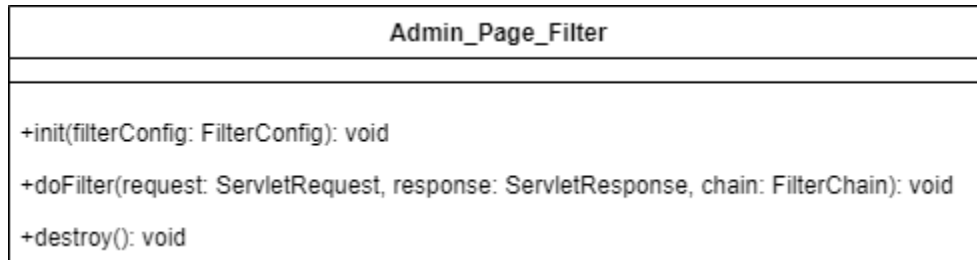 Admin_Page_Filter
+init(filterConfig: FilterConfig): void
+doFilter(request: ServletRequest, response: ServletResponse, chain: FilterChain): void
+destroy(): void